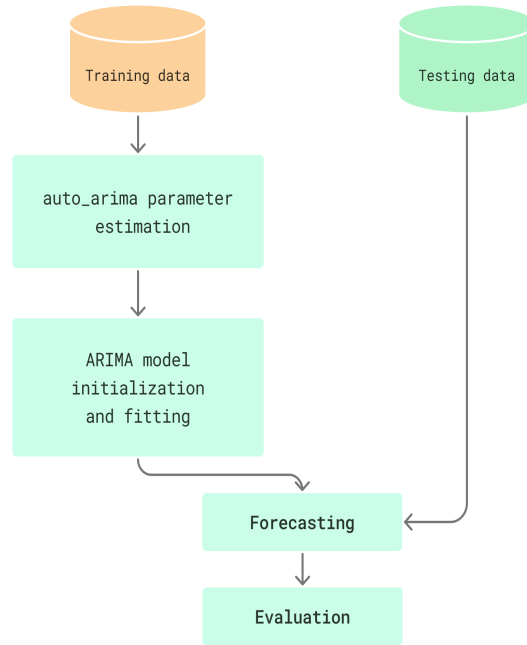 Training data
Testing data
auto_arima parameter
estimation
ARIMA model
initialization
and fitting
Forecasting
Evaluation